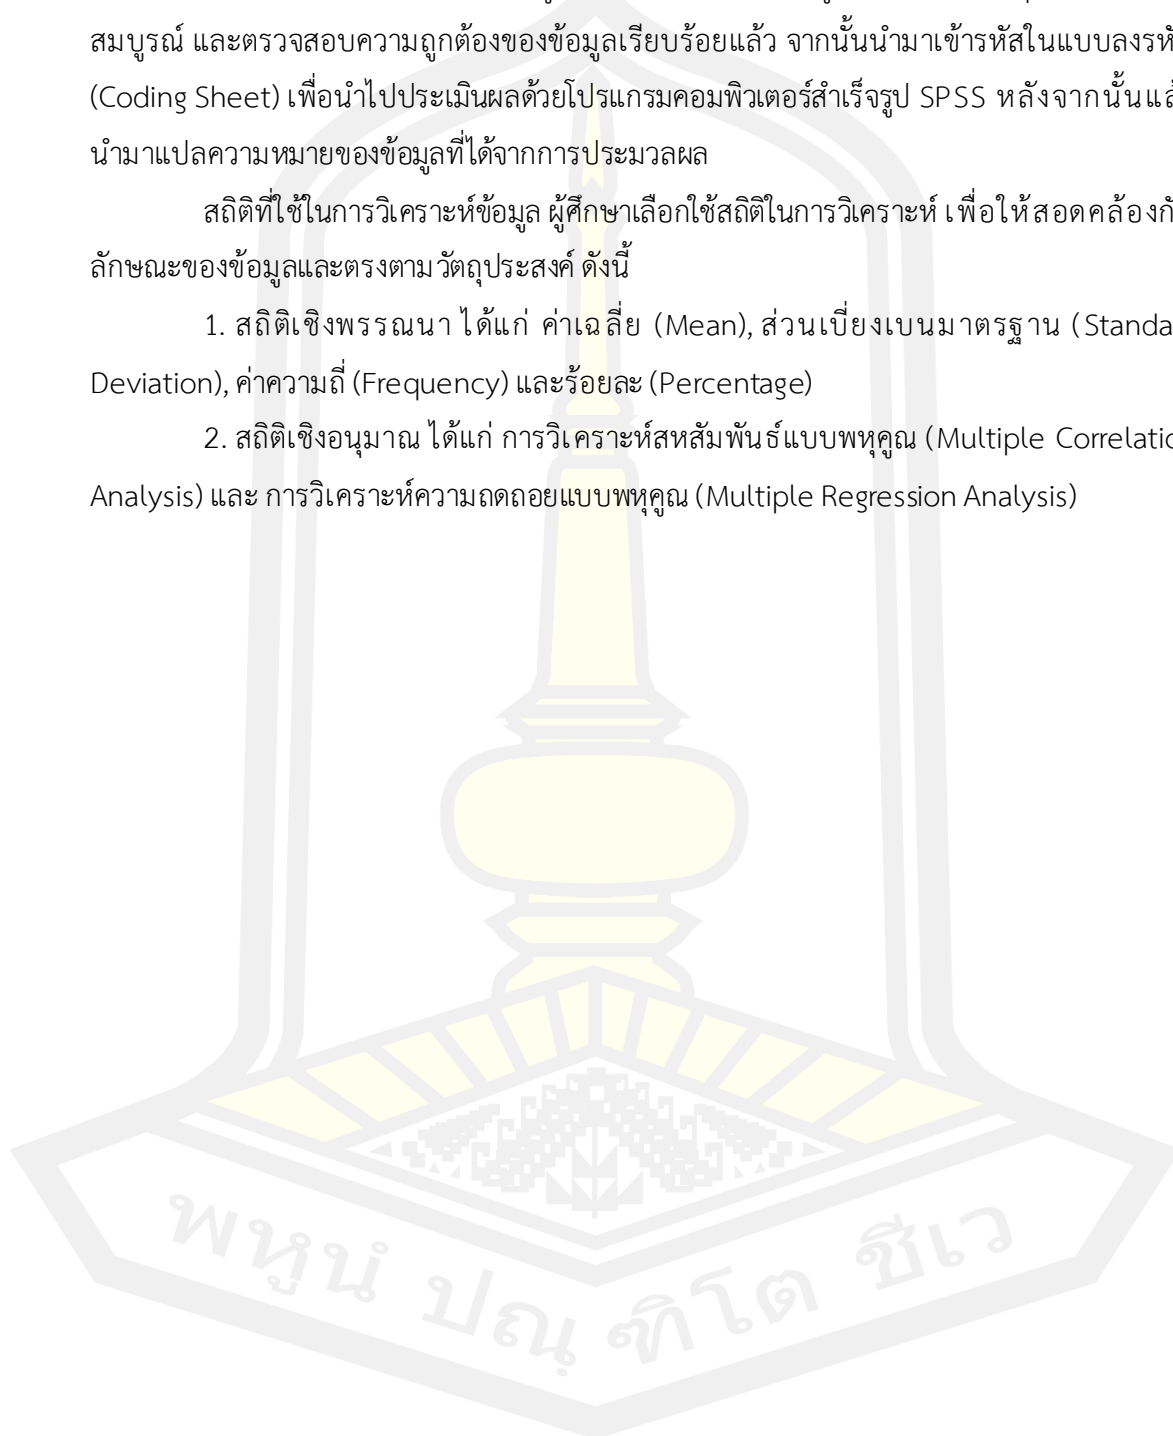 สมบูรณ์ และตรวจสอบความถูกต้องของข้อมูลเรียบร้อยแล้ว จากนั้นนำมาเข้ารหัสในแบบลงรหั
(Coding Sheet) เพื่อนำไปประเมินผลด้วยโปรแกรมคอมพิวเตอร์สำเร็จรูป SPSS หลังจากนั้นแล้
นำมาแปลความหมายของข้อมูลที่ได้จากการประมวลผล
สถิติที่ใช้ในการวิเคราะห์ข้อมูล ผู้ศึกษาเลือกใช้สถิติในการวิเคราะห์ เพื่อให้สอดคล้องกั
ลักษณะของข้อมูลและตรงตามวัตถุประสงค์ ดังนี้
1. สถิติเชิงพรรณนา ได้แก่ ค่าเฉลี่ย (Mean), ส่วนเบี่ยงเบนมาตรฐาน (Standa
Deviation), ค่าความถี่ (Frequency) และร้อยละ (Percentage)
2. สถิติเชิงอนุมาณ ได้แก่ การวิเคราะห์สหสัมพันธ์แบบพหุคูณ (Multiple Correlatio
Analysis) และ การวิเคราะห์ความถดถอยแบบพหุคูณ (Multiple Regression Analysis)
พหูนํ ปณฺฑิโต ชีเว